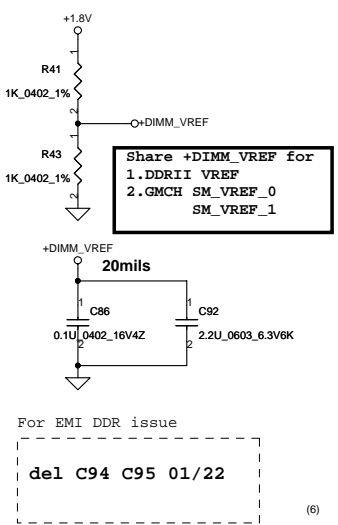 +1.8V
1
R41
1K_0402_1%
2
+DIMM_VREF
1
R43
1K_0402_1%
2
Share +DIMM_VREF for
1.DDRII VREF
2.GMCH SM_VREF_0
SM_VREF_1
+DIMM_VREF
20mils
1
C86
0.1U_0402_16V4Z
2
1
C92
2.2U_0603_6.3V6K
2
For EMI DDR issue
del C94 C95 01/22
(6)